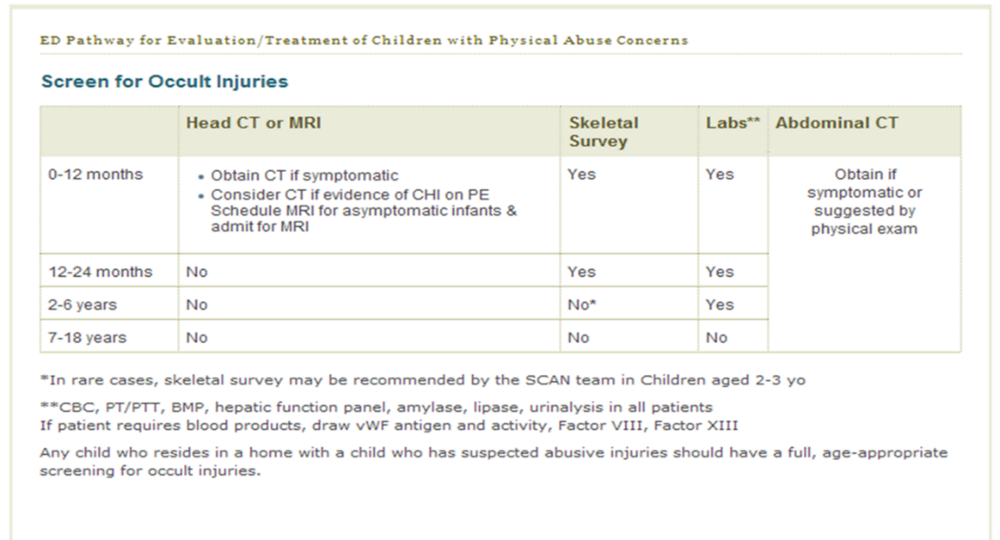 ED Pathway for Evaluation/Treatment of Children with Physical Abuse Concerns
Screen for Occult Injuries
Head CT or MRI
Skeletal
Survey
Labs**
Abdominal CT
0-12 months
• Obtain CT if symptomatic
• Consider CT if evidence of CHI on PE
Schedule MRI for asymptomatic infants &
admit for MRI
Yes
Yes
Obtain if
symptomatic or
suggested by
physical exam
12-24 months
No
Yes
Yes
2-6 years
No
No*
Yes
7-18 years
No
No
No
*In rare cases, skeletal survey may be recommended by the SCAN team in Children aged 2-3 yo
**CBC, PT/PTT, BMP, hepatic function panel, amylase, lipase, urinalysis in all patients
If patient requires blood products, draw vWF antigen and activity, Factor VIII, Factor XIII
Any child who resides in a home with a child who has suspected abusive injuries should have a full, age-appropriate
screening for occult injuries.